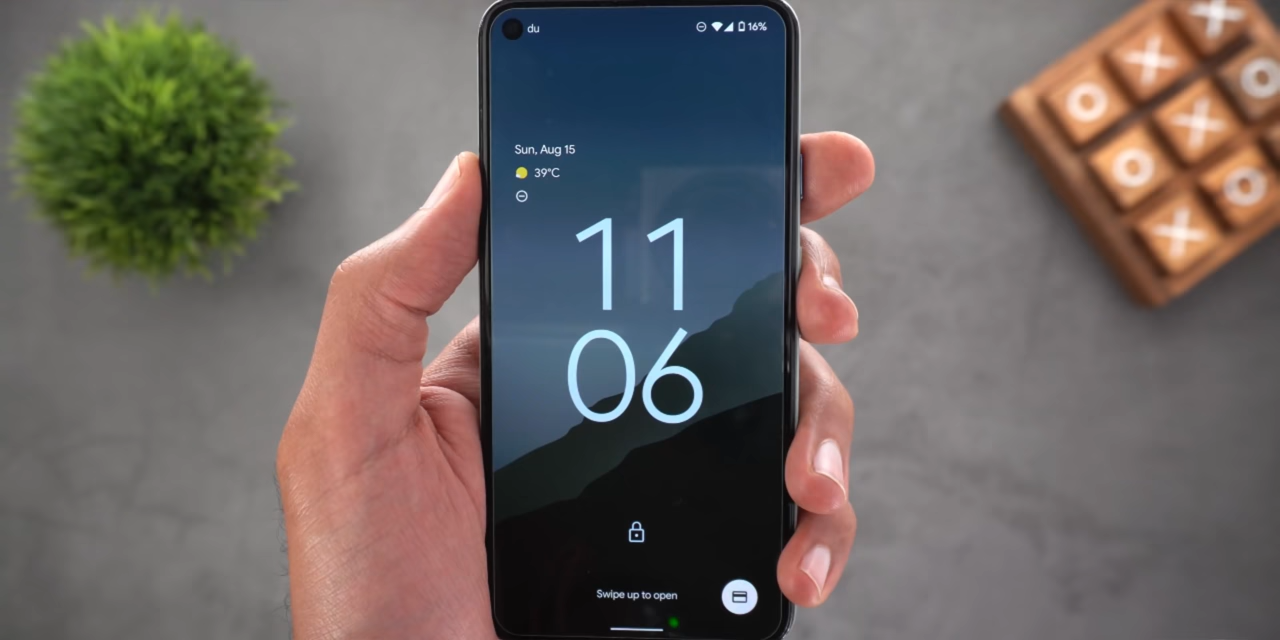 du
16%
Sun, Aug 15
39°C
11
06
Swipe up to open
X
O X O
O X O
X